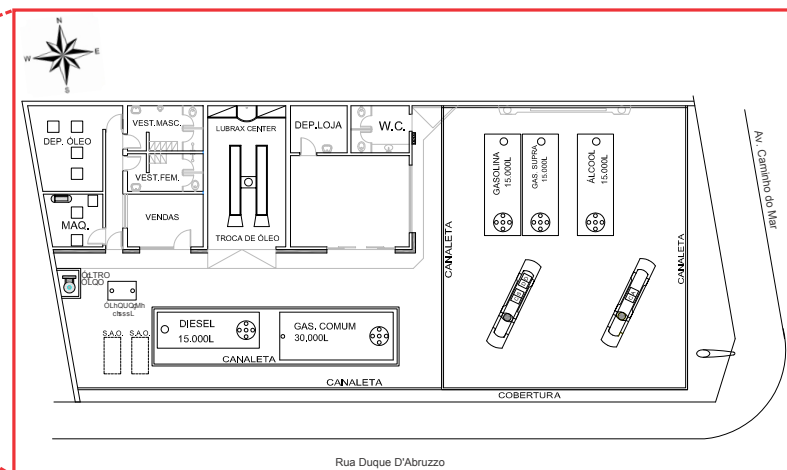 N
W E
S
VEST.MASC.
LUBRAX CENTER
DEP.LOJA
W.C.
DEP. ÓLEO
VEST.FEM.
GASOLINA
15.000L
GAS. SUPRA
15.000L
ÁLCOOL
15.000L
Av. Caminho do Mar
MAQ.
VENDAS
TROCA DE ÓLEO
CANALETA
CANALETA
S.A.O. S.A.O.
DIESEL
15.000L
GAS. COMUM
30,000L
CANALETA
CANALETA
COBERTURA
Rua Duque D'Abruzzo